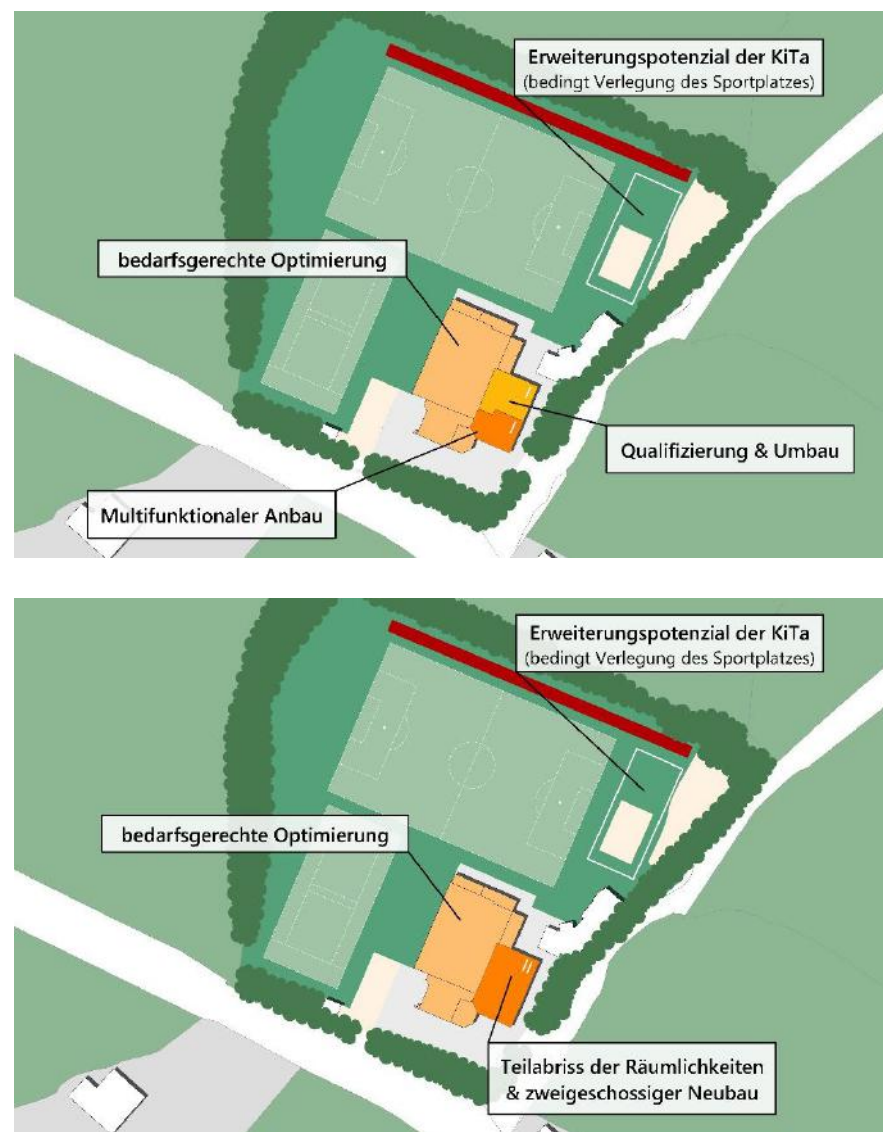 Erweiterungspotenzial der KiTa
(bedingt Verlegung des Sportplatzes)
bedarfsgerechte Optimierung
Qualifizierung & Umbau
Multifunktionaler Anbau
Erweiterungspotenzial der KiTa
(bedingt Verlegung des Sportplatzes)
bedarfsgerechte Optimierung
Teilabriss der Räumlichkeiten
& zweigeschossiger Neubau